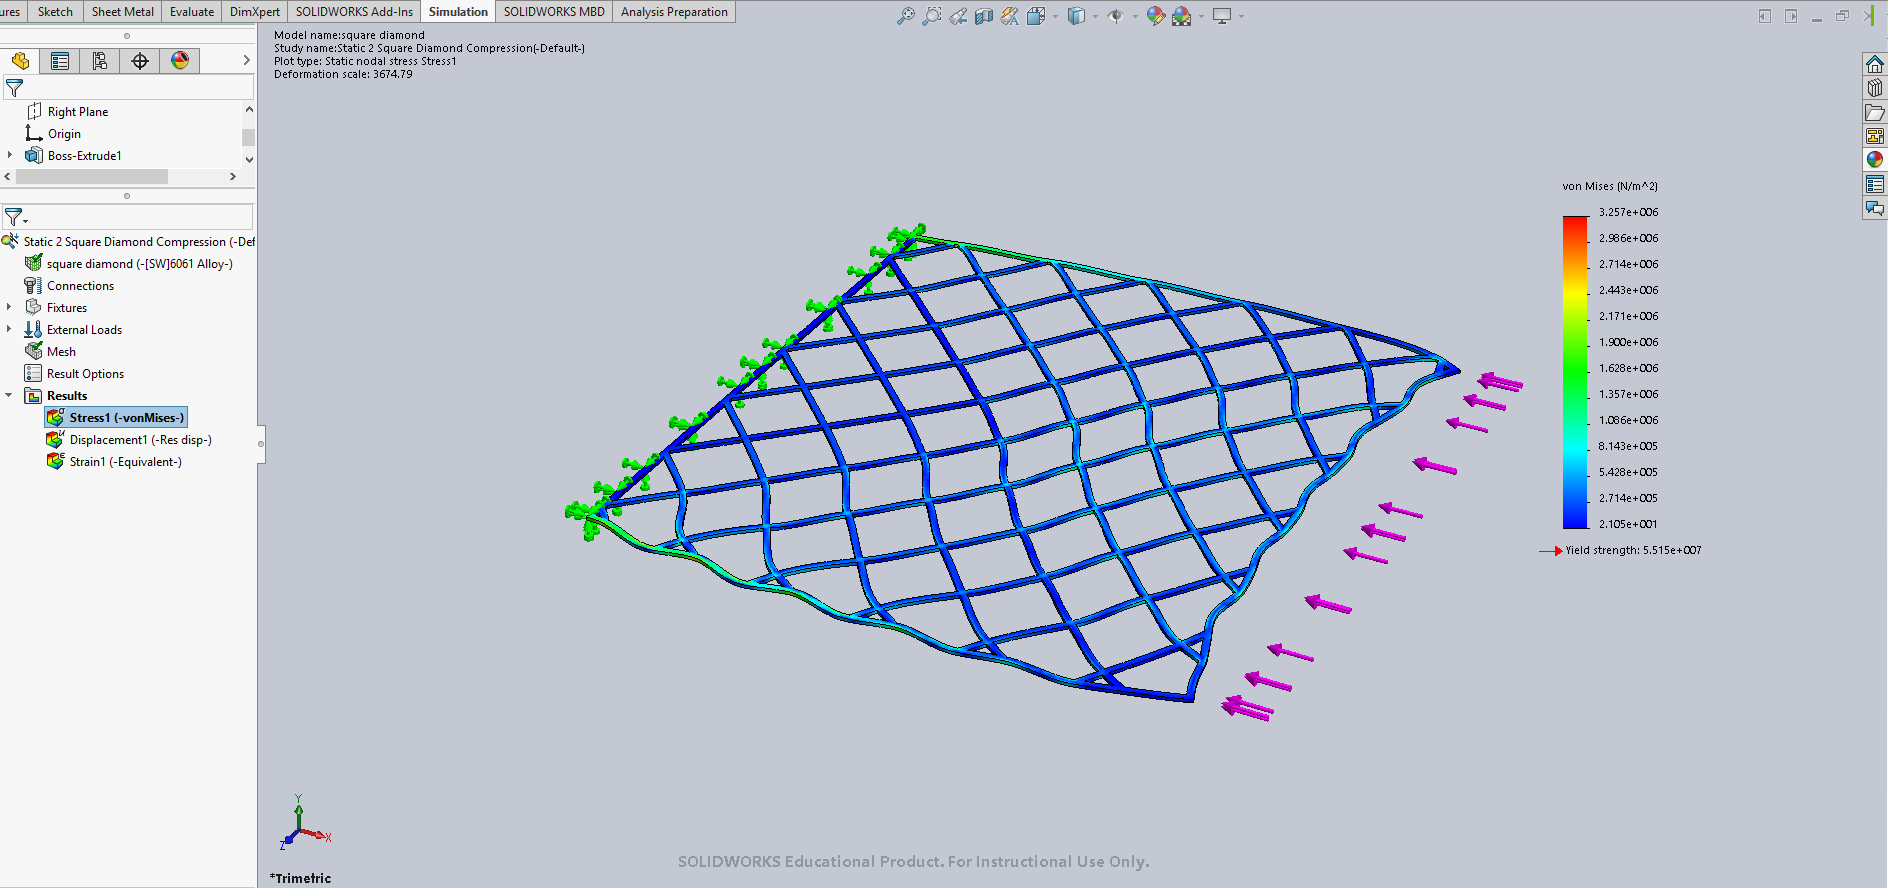 ures Sketch Sheet Metal Evaluate DimXpert SOLIDWORKS Add-Ins Simulation SOLIDWORKS MBD Analysis Preparation
Right Plane
Origin
Boss-Extrude1
Static 2 Square Diamond Compression (-Def
square diamond (-[SW]6061 Alloy-)
Connections
Fixtures
External Loads
Mesh
Result Options
Results
Stress1 (-vonMises-)
Displacement1 (-Res disp-)
Strain1 (-Equivalent-)
Model name:square diamond
Study name:Static 2 Square Diamond Compression(-Default-)
Plot type: Static nodal stress Stress1
Deformation scale: 3674.79
von Mises (N/m^2)
3.257e+006
2.986e+006
2.714e+006
2.443e+006
2.171e+006
1.900e+006
1.628e+006
1.357e+006
1.086e+006
8.143e+005
5.428e+005
2.714e+005
2.105e+001
Yield strength: 5.515e+007
Y
X
Z
SOLIDWORKS Educational Product. For Instructional Use Only.
*Trimetric